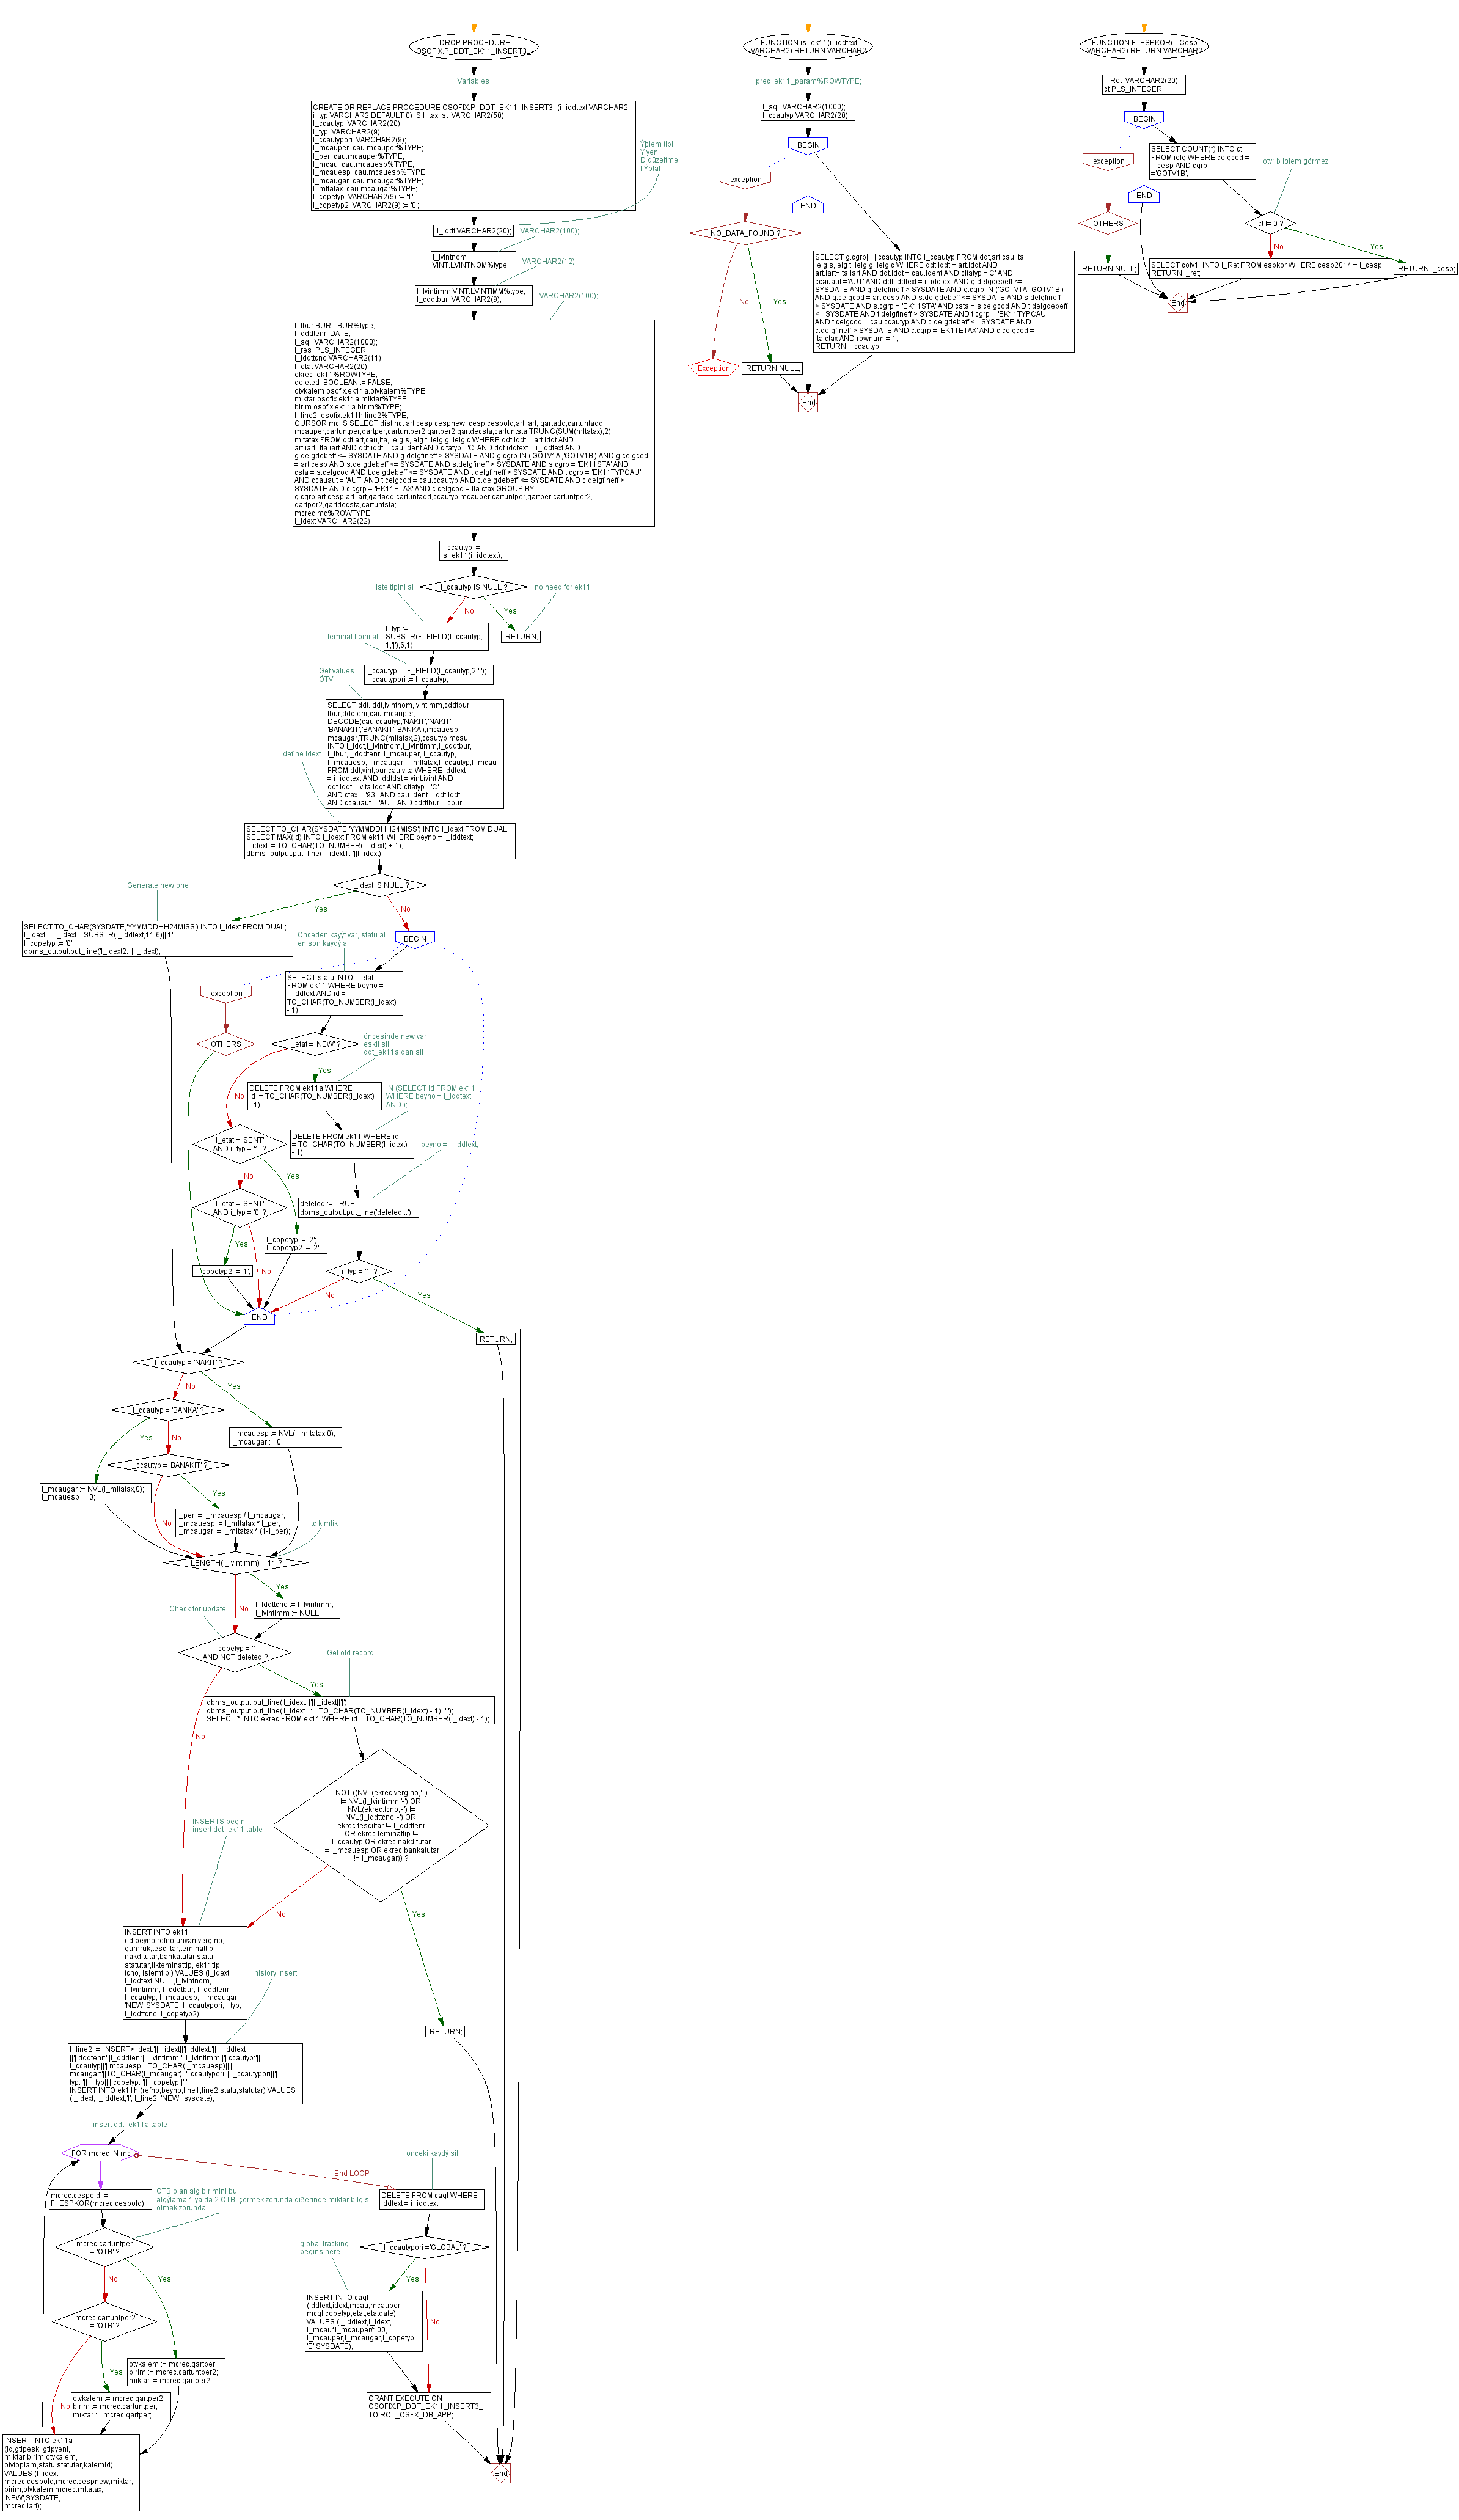 DROP PROCEDURE
OSOFIX.P_DDT_EK11_INSERT3_;
Variables
CREATE OR REPLACE PROCEDURE OSOFIX.P_DDT_EK11_INSERT3_(i_iddtext VARCHAR2,
i_typ VARCHAR2 DEFAULT 0) IS l_taxlist  VARCHAR2(50);
l_ccautyp  VARCHAR2(20);
l_typ  VARCHAR2(9);
l_ccautypori  VARCHAR2(9);
l_mcauper  cau.mcauper%TYPE;
l_per  cau.mcauper%TYPE;
l_mcau  cau.mcauesp%TYPE;
l_mcauesp  cau.mcauesp%TYPE;
l_mcaugar  cau.mcaugar%TYPE;
l_mltatax  cau.mcaugar%TYPE;
l_copetyp  VARCHAR2(9) := '1';
l_copetyp2  VARCHAR2(9) := '0';
Ýþlem tipi
Y yeni
D düzeltme
I Ýptal
l_iddt VARCHAR2(20);
VARCHAR2(100);
l_lvintnom
VINT.LVINTNOM%type;
VARCHAR2(12);
l_lvintimm VINT.LVINTIMM%type;
l_cddtbur  VARCHAR2(9);
VARCHAR2(100);
l_lbur BUR.LBUR%type;
l_dddtenr  DATE;
l_sql  VARCHAR2(1000);
l_res  PLS_INTEGER;
l_lddttcno VARCHAR2(11);
l_etat VARCHAR2(20);
ekrec  ek11%ROWTYPE;
deleted  BOOLEAN := FALSE;
otvkalem osofix.ek11a.otvkalem%TYPE;
miktar osofix.ek11a.miktar%TYPE;
birim osofix.ek11a.birim%TYPE;
l_line2  osofix.ek11h.line2%TYPE;
CURSOR mc IS SELECT distinct art.cesp cespnew, cesp cespold,art.iart, qartadd,cartuntadd,
mcauper,cartuntper,qartper,cartuntper2,qartper2,qartdecsta,cartuntsta,TRUNC(SUM(mltatax),2)
mltatax FROM ddt,art,cau,lta, ielg s,ielg t, ielg g, ielg c WHERE ddt.iddt = art.iddt AND
art.iart=lta.iart AND ddt.iddt = cau.ident AND cltatyp ='C' AND ddt.iddtext = i_iddtext AND
g.delgdebeff <= SYSDATE AND g.delgfineff > SYSDATE AND g.cgrp IN ('GOTV1A','GOTV1B') AND g.celgcod
= art.cesp AND s.delgdebeff <= SYSDATE AND s.delgfineff > SYSDATE AND s.cgrp = 'EK11STA' AND
csta = s.celgcod AND t.delgdebeff <= SYSDATE AND t.delgfineff > SYSDATE AND t.cgrp = 'EK11TYPCAU'
AND ccauaut = 'AUT' AND t.celgcod = cau.ccautyp AND c.delgdebeff <= SYSDATE AND c.delgfineff >
SYSDATE AND c.cgrp = 'EK11ETAX' AND c.celgcod = lta.ctax GROUP BY
g.cgrp,art.cesp,art.iart,qartadd,cartuntadd,ccautyp,mcauper,cartuntper,qartper,cartuntper2,
qartper2,qartdecsta,cartuntsta;
mcrec mc%ROWTYPE;
l_idext VARCHAR2(22);
l_ccautyp :=
is_ek11(i_iddtext);
l_ccautyp IS NULL ?
no need for ek11
liste tipini al
No
Yes
l_typ :=
SUBSTR(F_FIELD(l_ccautyp,
1,'|'),6,1);
RETURN;
teminat tipini al
l_ccautyp := F_FIELD(l_ccautyp,2,'|');
l_ccautypori := l_ccautyp;
Get values
ÖTV
SELECT ddt.iddt,lvintnom,lvintimm,cddtbur,
lbur,dddtenr,cau.mcauper,
DECODE(cau.ccautyp,'NAKIT','NAKIT',
'BANAKIT','BANAKIT','BANKA'),mcauesp,
mcaugar,TRUNC(mltatax,2),ccautyp,mcau
INTO l_iddt,l_lvintnom,l_lvintimm,l_cddtbur,
l_lbur,l_dddtenr, l_mcauper, l_ccautyp,
l_mcauesp,l_mcaugar, l_mltatax,l_ccautyp,l_mcau
FROM ddt,vint,bur,cau,vlta WHERE iddtext
= i_iddtext AND iddtdst = vint.ivint AND
ddt.iddt = vlta.iddt AND cltatyp ='C'
AND ctax = '93'  AND cau.ident = ddt.iddt
AND ccauaut = 'AUT' AND cddtbur = cbur;
define idext
SELECT TO_CHAR(SYSDATE,'YYMMDDHH24MISS') INTO l_idext FROM DUAL;
SELECT MAX(id) INTO l_idext FROM ek11 WHERE beyno = i_iddtext;
l_idext := TO_CHAR(TO_NUMBER(l_idext) + 1);
dbms_output.put_line('l_idext1: '||l_idext);
l_idext IS NULL ?
Generate new one
Yes
No
SELECT TO_CHAR(SYSDATE,'YYMMDDHH24MISS') INTO l_idext FROM DUAL;
l_idext := l_idext || SUBSTR(i_iddtext,11,6)||'1';
l_copetyp := '0';
dbms_output.put_line('l_idext2: '||l_idext);
Önceden kayýt var, statü al
en son kaydý al
BEGIN
SELECT statu INTO l_etat
FROM ek11 WHERE beyno =
i_iddtext AND id =
TO_CHAR(TO_NUMBER(l_idext)
- 1);
exception
OTHERS
l_etat = 'NEW' ?
öncesinde new var
eskii sil
ddt_ek11a dan sil
Yes
No
DELETE FROM ek11a WHERE
id  = TO_CHAR(TO_NUMBER(l_idext)
- 1);
IN (SELECT id FROM ek11
WHERE beyno = i_iddtext
AND );
DELETE FROM ek11 WHERE id
= TO_CHAR(TO_NUMBER(l_idext)
- 1);
l_etat = 'SENT'
AND i_typ = '1' ?
beyno = i_iddteýt;
No
Yes
l_etat = 'SENT'
AND i_typ = '0' ?
deleted := TRUE;
dbms_output.put_line('deleted...');
l_copetyp := '2';
l_copetyp2 := '2';
Yes
No
l_copetyp2 := '1';
i_typ = '1' ?
No
Yes
END
RETURN;
l_ccautyp = 'NAKIT' ?
No
Yes
l_ccautyp = 'BANKA' ?
l_mcauesp := NVL(l_mltatax,0);
l_mcaugar := 0;
Yes
No
l_ccautyp = 'BANAKIT' ?
l_mcaugar := NVL(l_mltatax,0);
l_mcauesp := 0;
Yes
No
l_per := l_mcauesp / l_mcaugar;
l_mcauesp := l_mltatax * l_per;
l_mcaugar := l_mltatax * (1-l_per);
tc kimlik
LENGTH(l_lvintimm) = 11 ?
Yes
No
l_lddttcno := l_lvintimm;
l_lvintimm := NULL;
Check for update
l_copetyp = '1'
AND NOT deleted ?
Get old record
Yes
No
dbms_output.put_line('l_idext: |'||l_idext||'|');
dbms_output.put_line('l_idext...:|'||TO_CHAR(TO_NUMBER(l_idext) - 1)||'|');
SELECT * INTO ekrec FROM ek11 WHERE id = TO_CHAR(TO_NUMBER(l_idext) - 1);
NOT ((NVL(ekrec.vergino,'-')
!= NVL(l_lvintimm,'-') OR
NVL(ekrec.tcno,'-') !=
NVL(l_lddttcno,'-') OR
ekrec.tesciltar != l_dddtenr
OR ekrec.teminattip !=
l_ccautyp OR ekrec.nakditutar
!= l_mcauesp OR ekrec.bankatutar
!= l_mcaugar)) ?
INSERTS begin
insert ddt_ek11 table
No
Yes
INSERT INTO ek11
(id,beyno,refno,unvan,vergino,
gumruk,tesciltar,teminattip,
nakditutar,bankatutar,statu,
statutar,ilkteminattip, ek11tip,
tcno, islemtipi) VALUES (l_idext,
i_iddtext,NULL,l_lvintnom,
l_lvintimm, l_cddtbur, l_dddtenr,
l_ccautyp, l_mcauesp, l_mcaugar,
'NEW',SYSDATE, l_ccautypori,l_typ,
l_lddttcno, l_copetyp2);
history insert
RETURN;
l_line2 := 'INSERT> idext:'||l_idext||'| iddtext:'|| i_iddtext
||'| dddtenr:'||l_dddtenr||'| lvintimm:'||l_lvintimm||'| ccautyp:'||
l_ccautyp||'| mcauesp:'||TO_CHAR(l_mcauesp)||'|
mcaugar:'||TO_CHAR(l_mcaugar)||'| ccautypori:'||l_ccautypori||'|
typ: '|| l_typ||'| copetyp: '||l_copetyp||'|';
INSERT INTO ek11h (refno,beyno,line1,line2,statu,statutar) VALUES
(l_idext, i_iddtext,'I', l_line2, 'NEW', sysdate);
insert ddt_ek11a table
FOR mcrec IN mc
önceki kaydý sil
End LOOP
mcrec.cespold :=
F_ESPKOR(mcrec.cespold);
OTB olan alg birimini bul
algýlama 1 ya da 2 OTB içermek zorunda diðerinde miktar bilgisi
olmak zorunda
DELETE FROM cagl WHERE
iddtext = i_iddtext;
mcrec.cartuntper
= 'OTB' ?
global tracking
begins here
l_ccautypori ='GLOBAL' ?
No
Yes
Yes
No
mcrec.cartuntper2
= 'OTB' ?
INSERT INTO cagl
(iddtext,idext,mcau,mcauper,
mcgl,copetyp,etat,etatdate)
VALUES (i_iddtext,l_idext,
l_mcau*l_mcauper/100,
l_mcauper,l_mcaugar,l_copetyp,
'E',SYSDATE);
Yes
No
otvkalem := mcrec.qartper;
birim := mcrec.cartuntper2;
miktar := mcrec.qartper2;
otvkalem := mcrec.qartper2;
birim := mcrec.cartuntper;
miktar := mcrec.qartper;
GRANT EXECUTE ON
OSOFIX.P_DDT_EK11_INSERT3_
TO ROL_OSFX_DB_APP;
INSERT INTO ek11a
(id,gtipeski,gtipyeni,
miktar,birim,otvkalem,
otvtoplam,statu,statutar,kalemid)
VALUES (l_idext,
mcrec.cespold,mcrec.cespnew,miktar,
birim,otvkalem,mcrec.mltatax,
'NEW',SYSDATE,
mcrec.iart);
End
FUNCTION is_ek11(i_iddtext
VARCHAR2) RETURN VARCHAR2
prec  ek11_param%ROWTYPE;
l_sql  VARCHAR2(1000);
l_ccautyp VARCHAR2(20);
BEGIN
exception
END
NO_DATA_FOUND ?
SELECT g.cgrp||'|'||ccautyp INTO l_ccautyp FROM ddt,art,cau,lta,
ielg s,ielg t, ielg g, ielg c WHERE ddt.iddt = art.iddt AND
art.iart=lta.iart AND ddt.iddt = cau.ident AND cltatyp ='C' AND
ccauaut ='AUT' AND ddt.iddtext = i_iddtext AND g.delgdebeff <=
SYSDATE AND g.delgfineff > SYSDATE AND g.cgrp IN ('GOTV1A','GOTV1B')
AND g.celgcod = art.cesp AND s.delgdebeff <= SYSDATE AND s.delgfineff
> SYSDATE AND s.cgrp = 'EK11STA' AND csta = s.celgcod AND t.delgdebeff
<= SYSDATE AND t.delgfineff > SYSDATE AND t.cgrp = 'EK11TYPCAU'
AND t.celgcod = cau.ccautyp AND c.delgdebeff <= SYSDATE AND
c.delgfineff > SYSDATE AND c.cgrp = 'EK11ETAX' AND c.celgcod =
lta.ctax AND rownum = 1;
RETURN l_ccautyp;
No
Yes
Exception
RETURN NULL;
End
FUNCTION F_ESPKOR(i_Cesp
VARCHAR2) RETURN VARCHAR2
l_Ret  VARCHAR2(20);
ct PLS_INTEGER;
BEGIN
exception
SELECT COUNT(*) INTO ct
FROM ielg WHERE celgcod =
i_cesp AND cgrp
='GOTV1B';
otv1b iþlem görmez
END
OTHERS
ct != 0 ?
No
Yes
RETURN NULL;
SELECT cotv1  INTO l_Ret FROM espkor WHERE cesp2014 = i_cesp;
RETURN l_ret;
RETURN i_cesp;
End